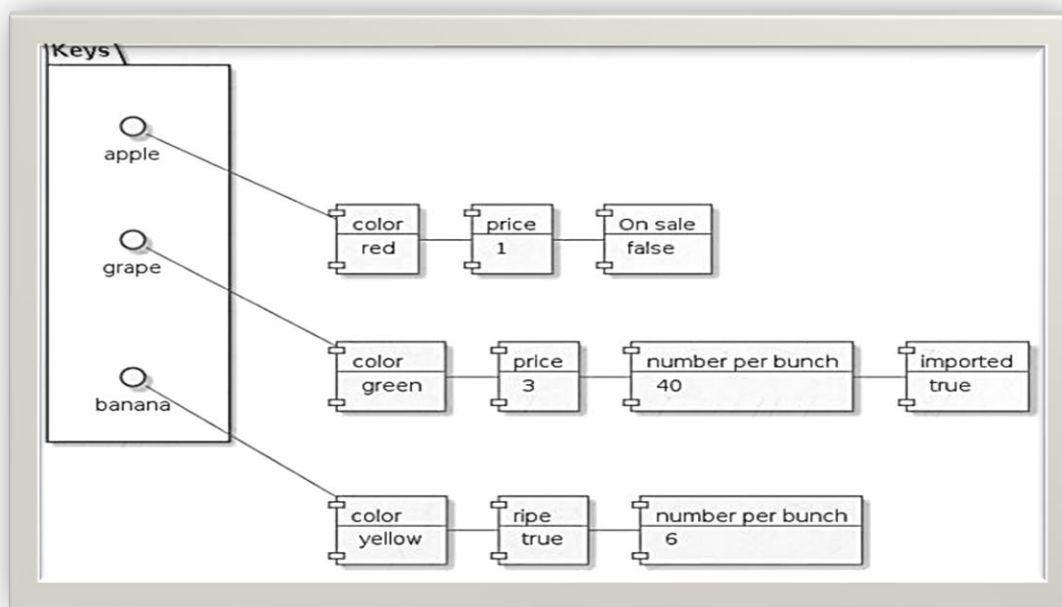 Keys
apple
color
red
price
1
On sale
false
grape
color
green
price
3
number per bunch
40
imported
true
banana
color
yellow
ripe
true
number per bunch
6